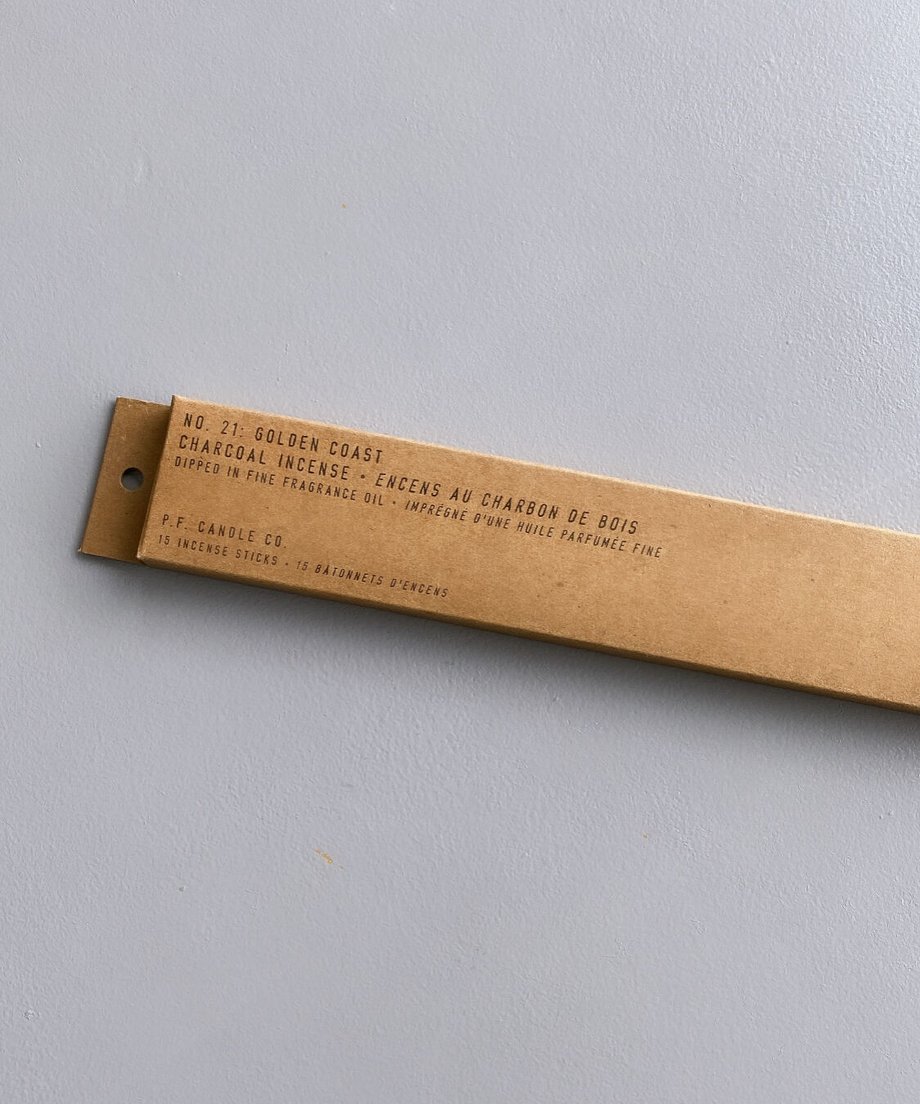 NO. 21: GOLDEN COAST
CHARCOAL INCENSE • ENCENS AU CHARBON DE BOIS
DIPPED IN FINE FRAGRANCE OIL • IMPRÉGNE D'UNE HUILE PARFUMÉE FINE
P.F. CANDLE CO.
15 INCENSE STICKS • 15 BÂTONNETS D'ENCENS